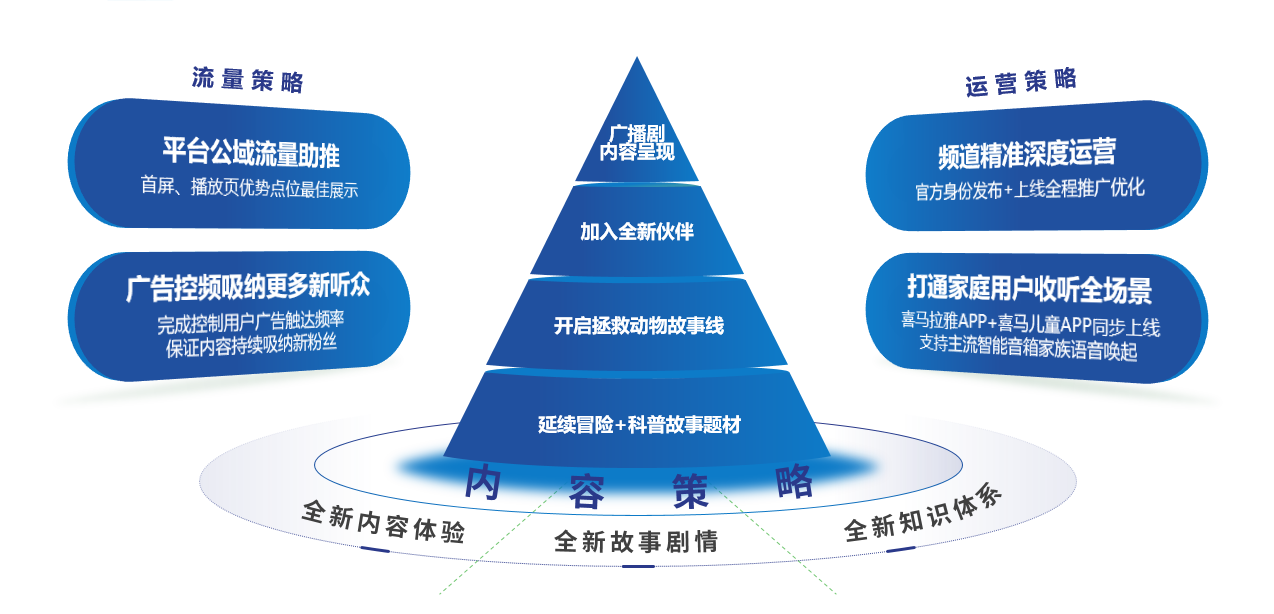 流量策略
平台公域流量助推
首屏、播放页优势点位最佳展示
广告控频吸纳更多新听众
完成控制用户广告触达频率
保证内容持续吸纳新粉丝
广播剧
内容呈现
加入全新伙伴
开启拯救动物故事线
延续冒险+科普故事题材
内容策略
全新内容体验
全新故事剧情
全新知识体系
运营策略
频道精准深度运营
官方身份发布+上线全程推广优化
打通家庭用户收听全场景
喜马拉雅APP+喜马儿童APP同步上线
支持主流智能音箱家族语音唤起